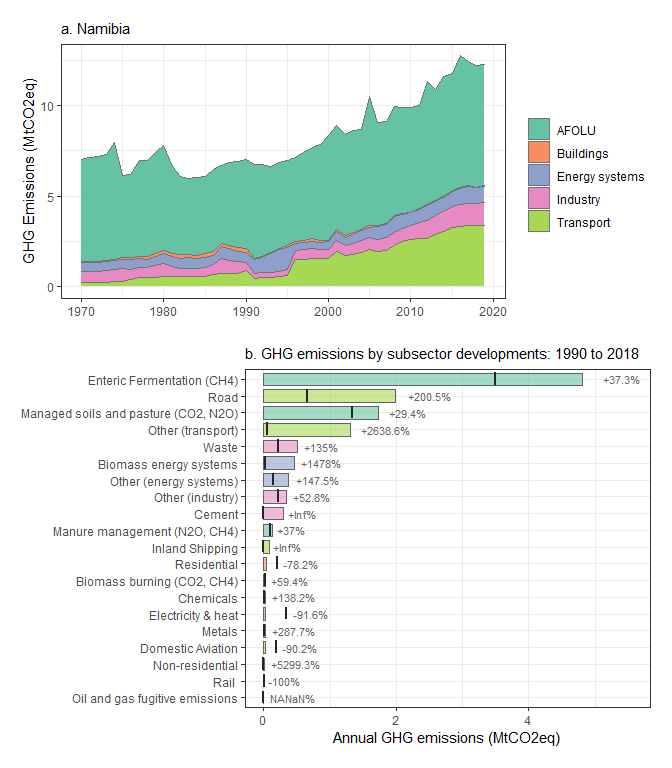 a. Namibia
GHG Emissions (MtCO2eq)
10
5
0
1970 1980 1990 2000 2010 2020
AFOLU
Buildings
Energy systems
Industry
Transport
b. GHG emissions by subsector developments: 1990 to 2018
Enteric Fermentation (CH4) +37.3%
Road +200.5%
Managed soils and pasture (CO2, N2O) +29.4%
Other (transport) +2638.6%
Waste +135%
Biomass energy systems +1478%
Other (energy systems) +147.5%
Other (industry) +52.8%
Cement +Inf%
Manure management (N2O, CH4) +37%
Inland Shipping +Inf%
Residential -78.2%
Biomass burning (CO2, CH4) +59.4%
Chemicals +138.2%
Electricity & heat -91.6%
Metals +287.7%
Domestic Aviation -90.2%
Non-residential +5299.3%
Rail -100%
Oil and gas fugitive emissions NANaN%
0 2 4
Annual GHG emissions (MtCO2eq)